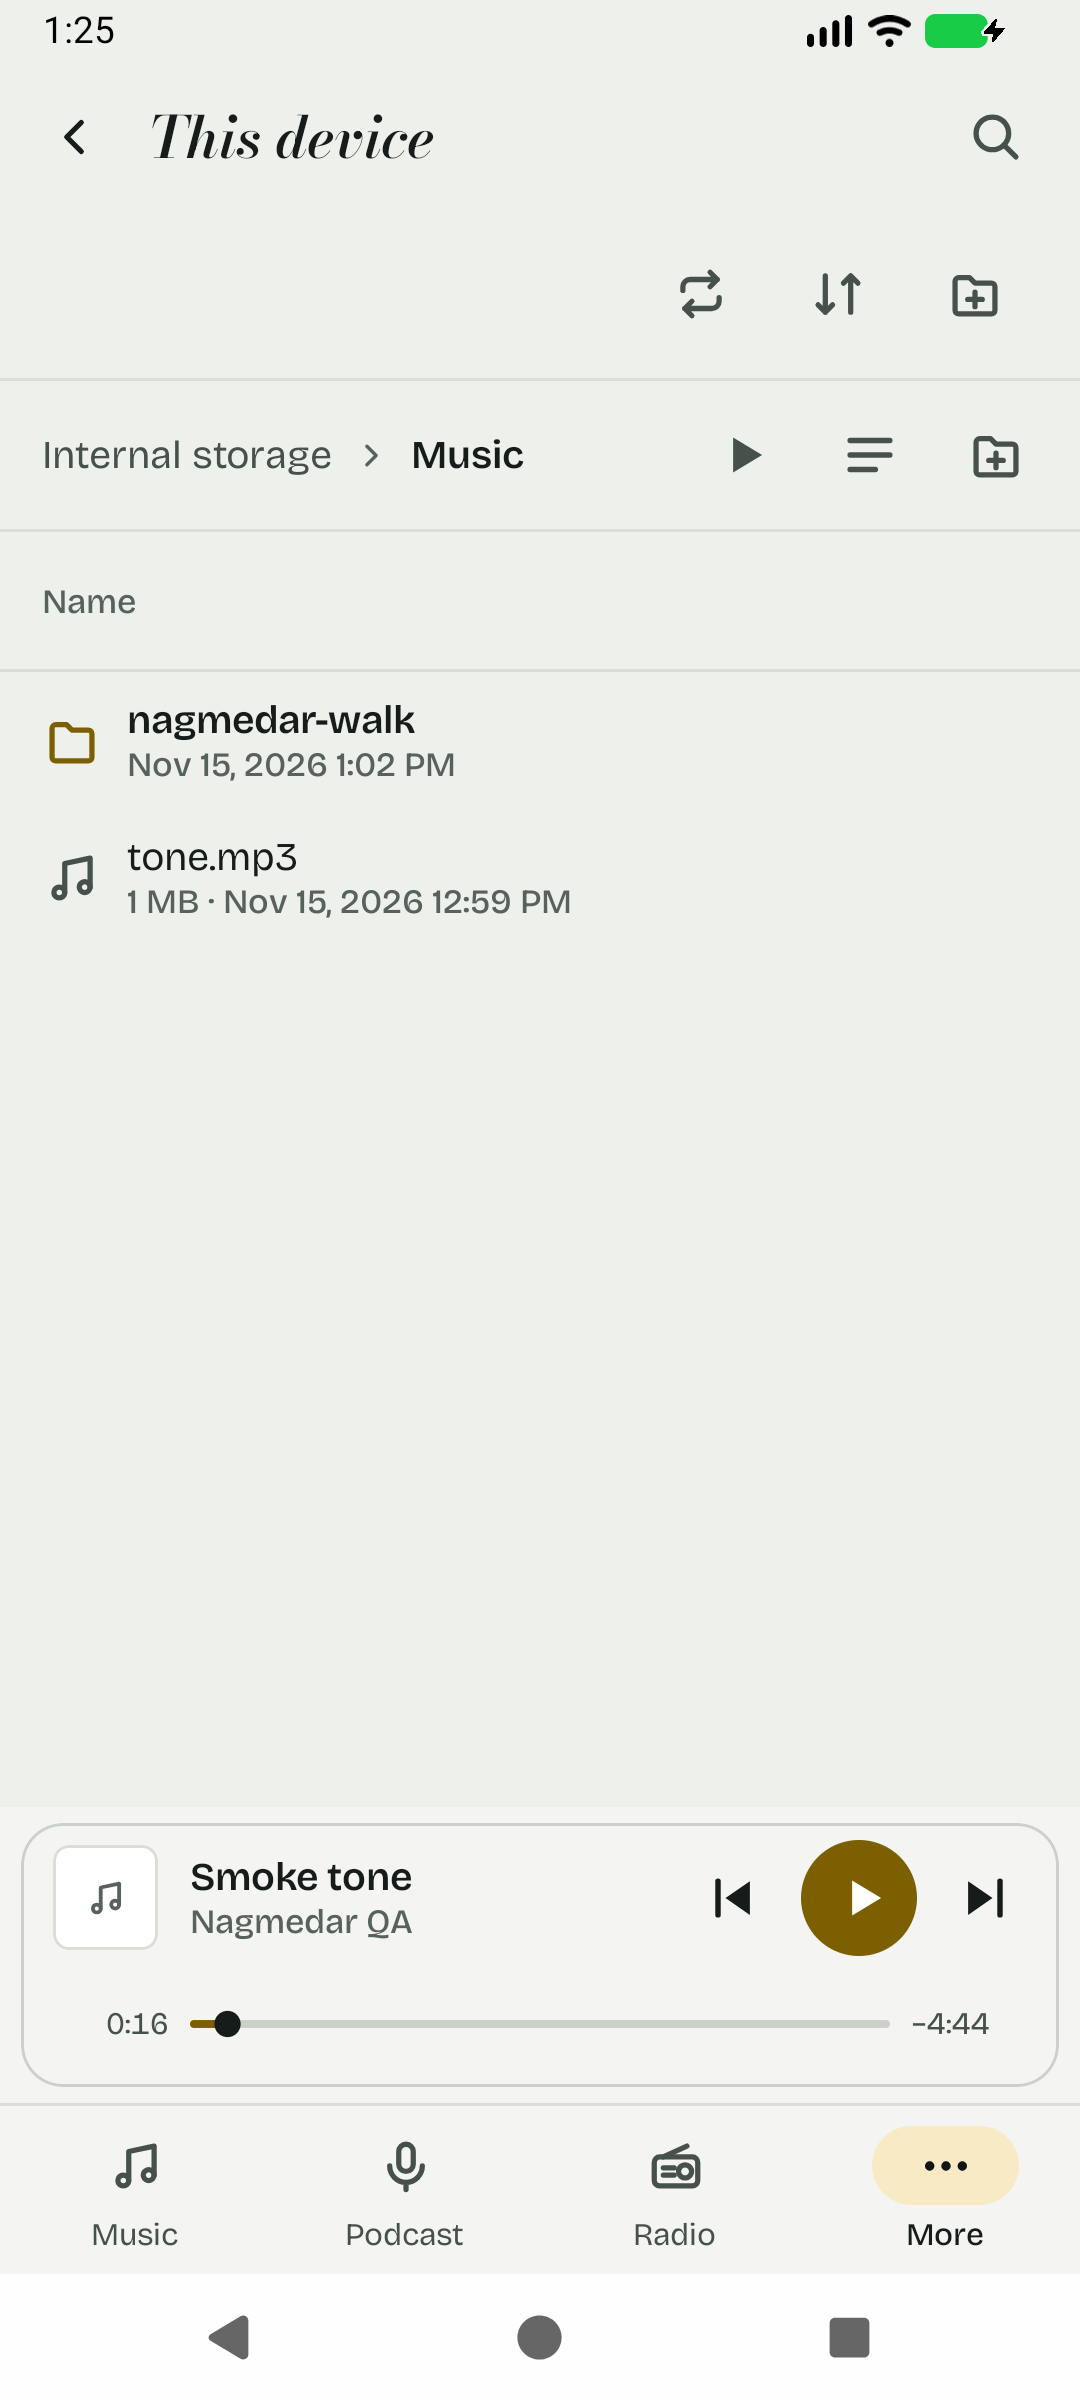 1:25
This device
Internal storage > Music
Name
nagmedar-walk
Nov 15, 2026 1:02 PM
tone.mp3
1 MB · Nov 15, 2026 12:59 PM
Smoke tone
Nagmedar QA
0:16
-4:44
Music
Podcast
Radio
More